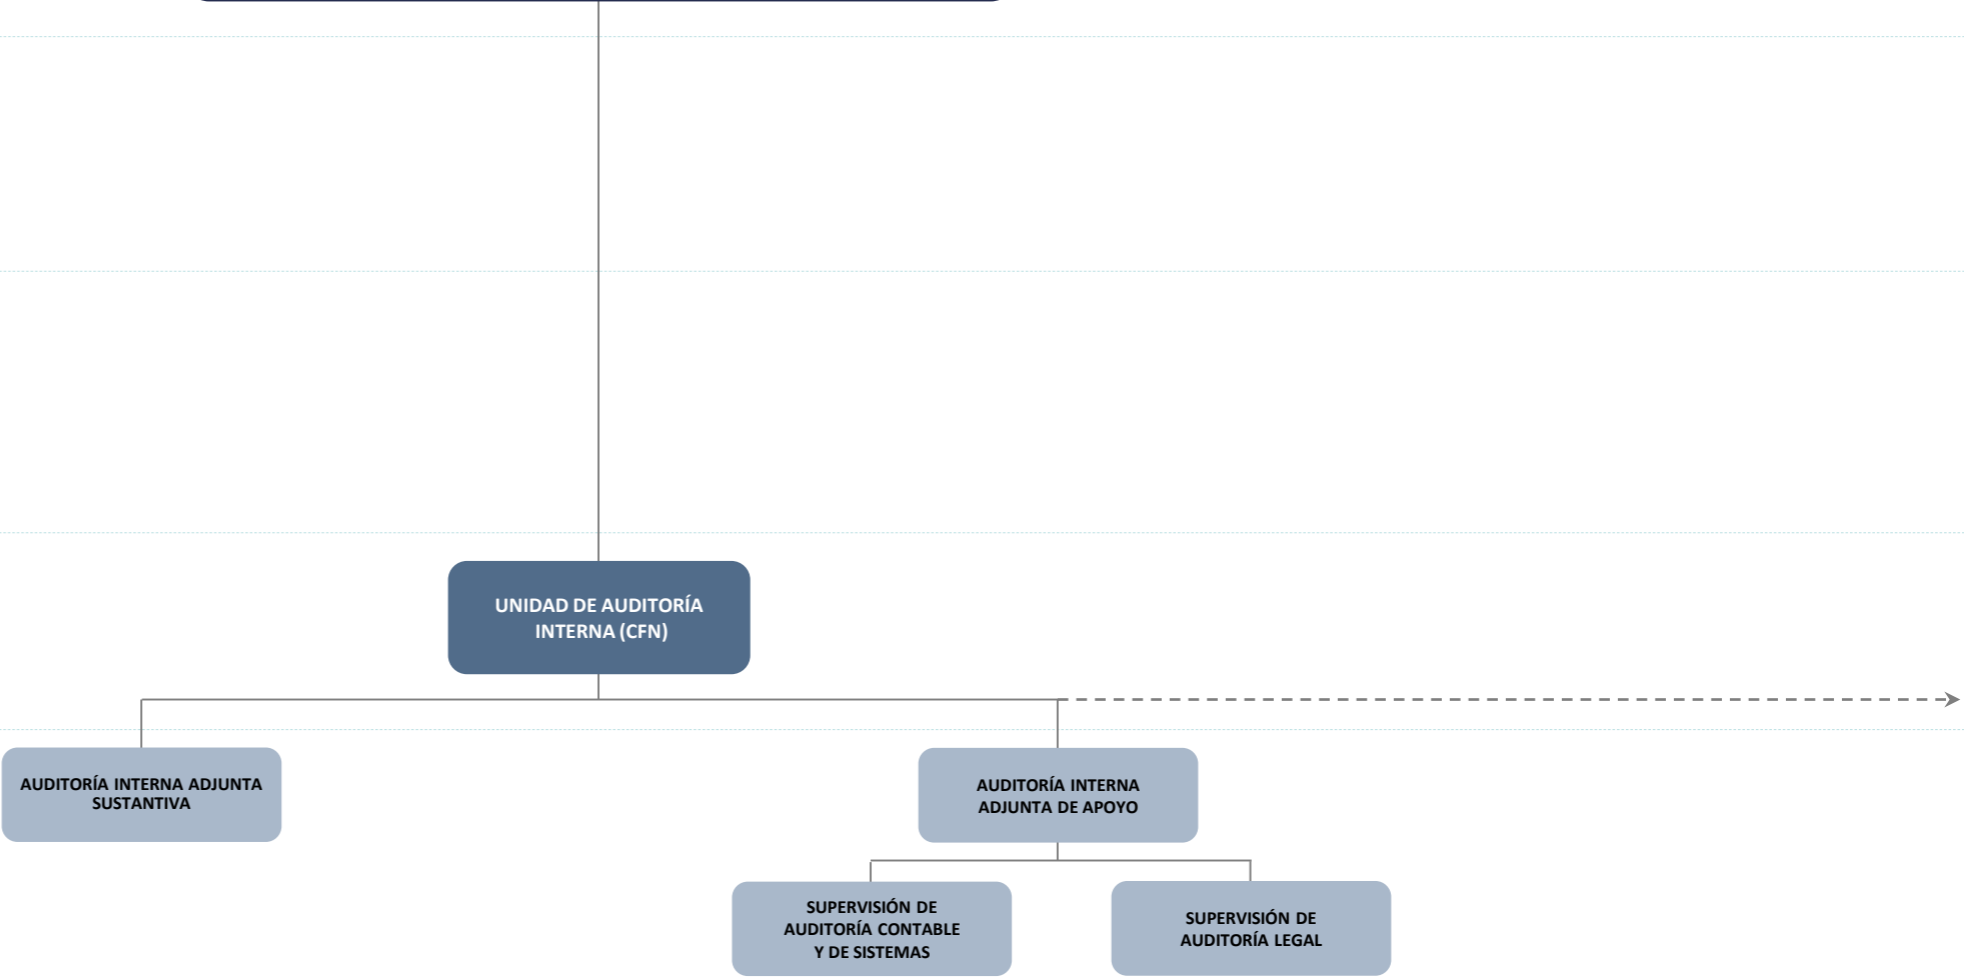 UNIDAD DE AUDITORÍA
INTERNA (CFN)
AUDITORÍA INTERNA ADJUNTA
SUSTANTIVA
AUDITORÍA INTERNA
ADJUNTA DE APOYO
SUPERVISIÓN DE
AUDITORÍA CONTABLE
Y DE SISTEMAS
SUPERVISIÓN DE
AUDITORÍA LEGAL